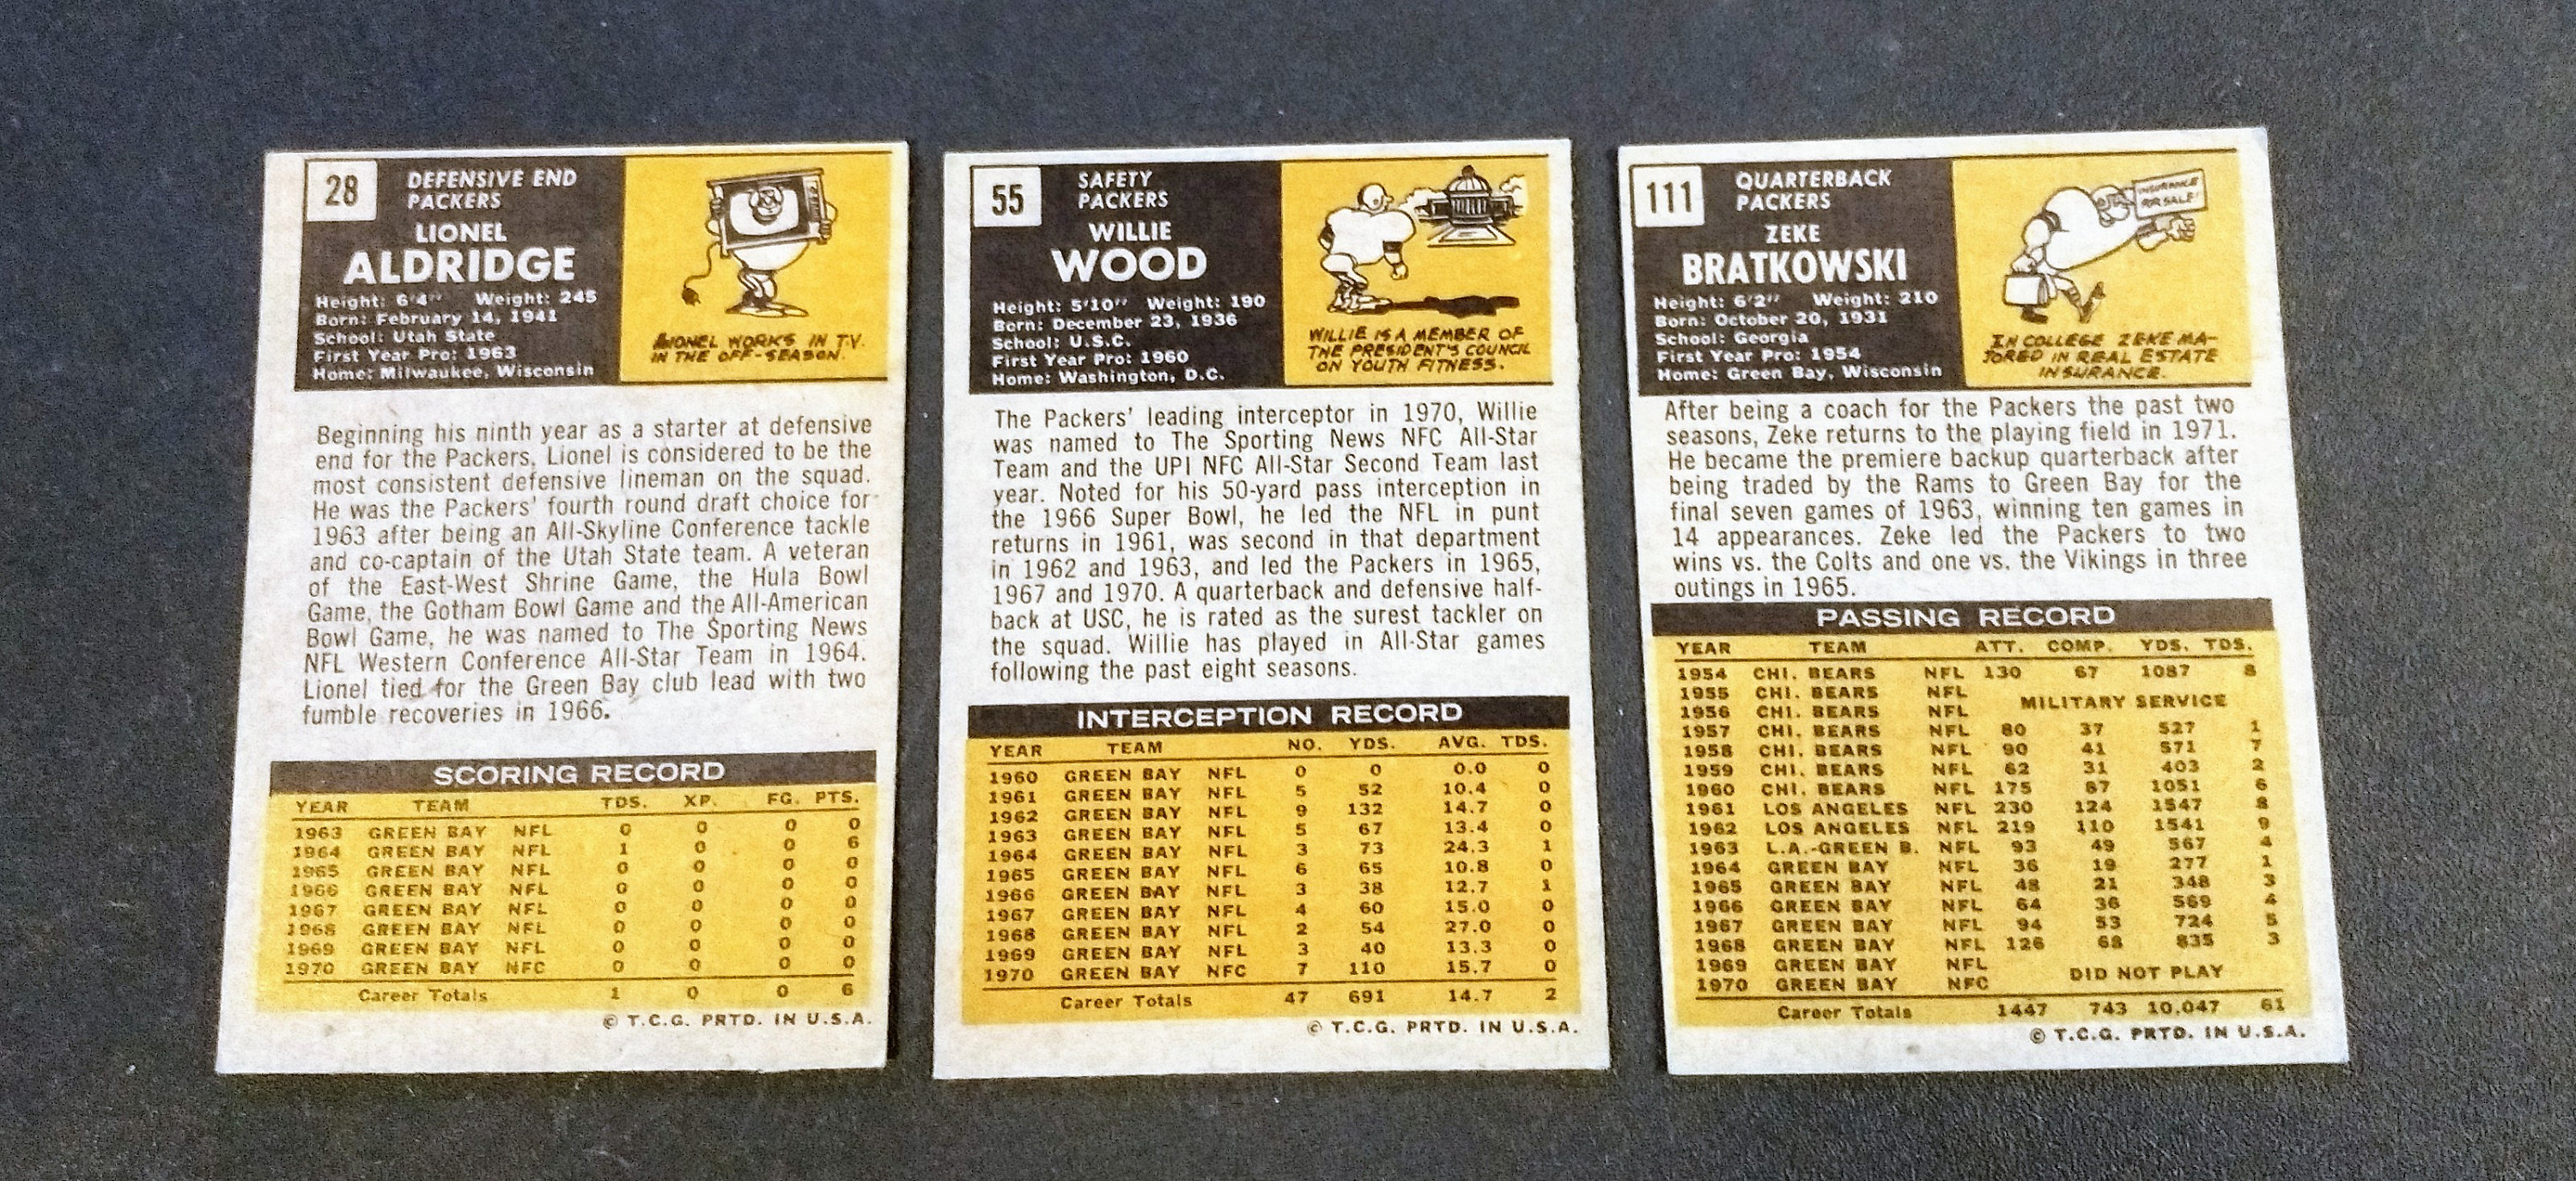 28
DEFENSIVE END
PACKERS
LIONEL
ALDRIDGE
Height: 6'4" Weight: 245
Born: February 14, 1941
School: Utah State
First Year Pro: 1963
Home: Milwaukee, Wisconsin
LIONEL WORKS IN T.V.
IN THE OFF-SEASON.
Beginning his ninth year as a starter at defensive
end for the Packers, Lionel is considered to be the
most consistent defensive lineman on the squad.
He was the Packers' fourth round draft choice for
1963 after being an All-Skyline Conference tackle
and co-captain of the Utah State team. A veteran
of the East-West Shrine Game, the Hula Bowl
Game, the Gotham Bowl Game and the All-American
Bowl Game, he was named to The Sporting News
NFL Western Conference All-Star Team in 1964.
Lionel tied for the Green Bay club lead with two
fumble recoveries in 1966.
SCORING RECORD
YEAR TEAM TDS. XP. FG. PTS.
1963 GREEN BAY NFL 0 0 0 0
1964 GREEN BAY NFL 1 0 0 6
1965 GREEN BAY NFL 0 0 0 0
1966 GREEN BAY NFL 0 0 0 0
1967 GREEN BAY NFL 0 0 0 0
1968 GREEN BAY NFL 0 0 0 0
1969 GREEN BAY NFL 0 0 0 0
1970 GREEN BAY NFC 0 0 0 0
Career Totals 1 0 0 6
© T.C.G. PRTD. IN U.S.A.
55
SAFETY
PACKERS
WILLIE
WOOD
Height: 5'10" Weight: 190
Born: December 23, 1936
School: U.S.C.
First Year Pro: 1960
Home: Washington, D.C.
WILLIE IS A MEMBER OF
THE PRESIDENT'S COUNCIL
ON YOUTH FITNESS.
The Packers' leading interceptor in 1970, Willie
was named to The Sporting News NFC All-Star
Team and the UPI NFC All-Star Second Team last
year. Noted for his 50-yard pass interception in
the 1966 Super Bowl, he led the NFL in punt
returns in 1961, was second in that department
in 1962 and 1963, and led the Packers in 1965,
1967 and 1970. A quarterback and defensive half-
back at USC, he is rated as the surest tackler on
the squad. Willie has played in All-Star games
following the past eight seasons.
INTERCEPTION RECORD
YEAR TEAM NO. YDS. AVG. TDS.
1960 GREEN BAY NFL 0 0 0.0 0
1961 GREEN BAY NFL 5 52 10.4 0
1962 GREEN BAY NFL 9 132 14.7 0
1963 GREEN BAY NFL 5 67 13.4 0
1964 GREEN BAY NFL 3 73 24.3 1
1965 GREEN BAY NFL 6 65 10.8 0
1966 GREEN BAY NFL 3 38 12.7 1
1967 GREEN BAY NFL 4 60 15.0 0
1968 GREEN BAY NFL 2 54 27.0 0
1969 GREEN BAY NFL 3 40 13.3 0
1970 GREEN BAY NFC 7 110 15.7 0
Career Totals 47 691 14.7 2
© T.C.G. PRTD. IN U.S.A.
111
QUARTERBACK
PACKERS
ZEKE
BRATKOWSKI
Height: 6'2" Weight: 210
Born: October 20, 1931
School: Georgia
First Year Pro: 1954
Home: Green Bay, Wisconsin
INSURANCE
FOR SALE!
IN COLLEGE ZEKE MA-
JORED IN REAL ESTATE
INSURANCE.
After being a coach for the Packers the past two
seasons, Zeke returns to the playing field in 1971.
He became the premiere backup quarterback after
being traded by the Rams to Green Bay for the
final seven games of 1963, winning ten games in
14 appearances. Zeke led the Packers to two
wins vs. the Colts and one vs. the Vikings in three
outings in 1965.
PASSING RECORD
YEAR TEAM ATT. COMP. YDS. TDS.
1954 CHI. BEARS NFL 130 67 1087 8
1955 CHI. BEARS NFL
MILITARY SERVICE
1956 CHI. BEARS NFL
1957 CHI. BEARS NFL 80 37 527 1
1958 CHI. BEARS NFL 90 41 571 7
1959 CHI. BEARS NFL 62 31 403 2
1960 CHI. BEARS NFL 175 87 1051 6
1961 LOS ANGELES NFL 230 124 1547 8
1962 LOS ANGELES NFL 219 110 1541 9
1963 L.A.-GREEN B. NFL 93 49 567 4
1964 GREEN BAY NFL 36 19 277 1
1965 GREEN BAY NFL 48 21 348 3
1966 GREEN BAY NFL 64 36 569 4
1967 GREEN BAY NFL 94 53 724 5
1968 GREEN BAY NFL 126 68 835 3
1969 GREEN BAY NFL
DID NOT PLAY
1970 GREEN BAY NFC
Career Totals 1447 743 10,047 61
© T.C.G. PRTD. IN U.S.A.